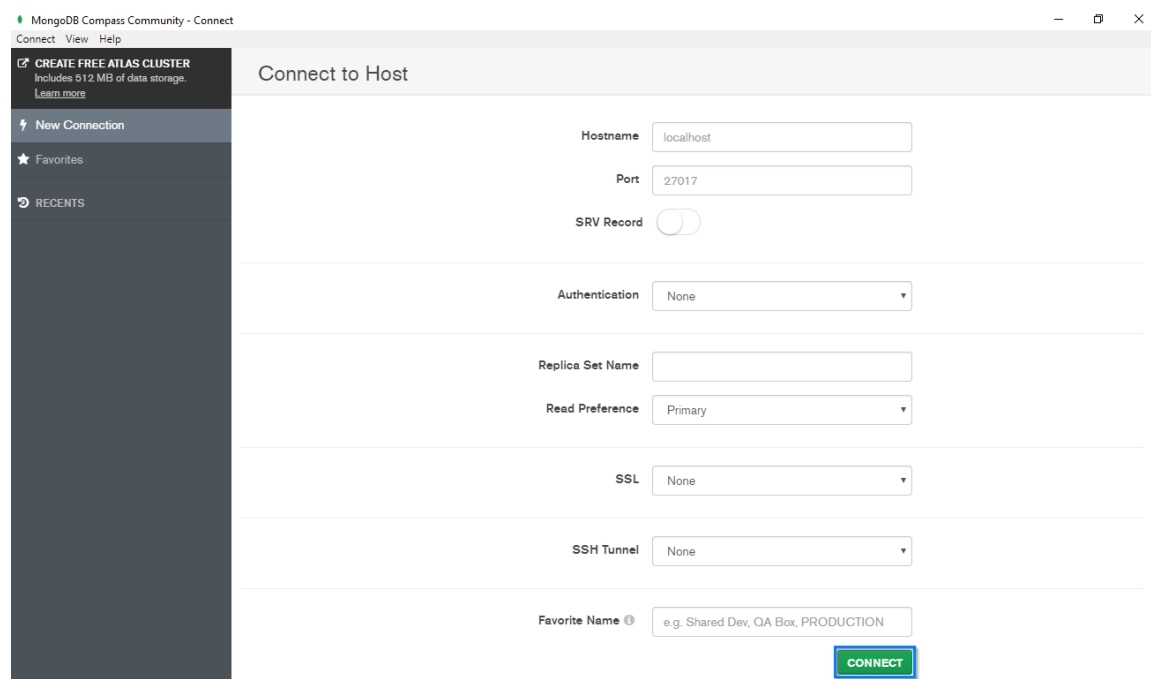 MongoDB Compass Community - Connect
Connect View Help
CREATE FREE ATLAS CLUSTER
Includes 512 MB of data storage.
Learn more
New Connection
Favorites
RECENTS
Connect to Host
Hostname localhost
Port 27017
SRV Record
Authentication None
Replica Set Name
Read Preference Primary
SSL None
SSH Tunnel None
Favorite Name e.g. Shared Dev, QA Box, PRODUCTION
CONNECT